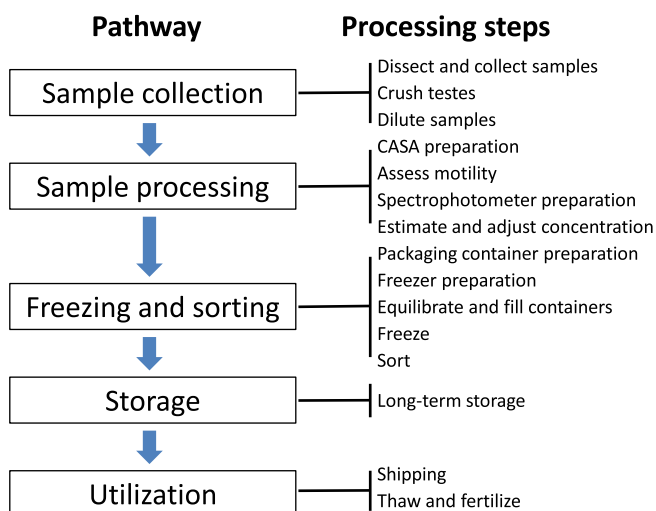 Pathway
Processing steps
Sample collection
Dissect and collect samples
Crush testes
Dilute samples
Sample processing
CASA preparation
Assess motility
Spectrophotometer preparation
Estimate and adjust concentration
Freezing and sorting
Packaging container preparation
Freezer preparation
Equilibrate and fill containers
Freeze
Sort
Storage
Long-term storage
Utilization
Shipping
Thaw and fertilize